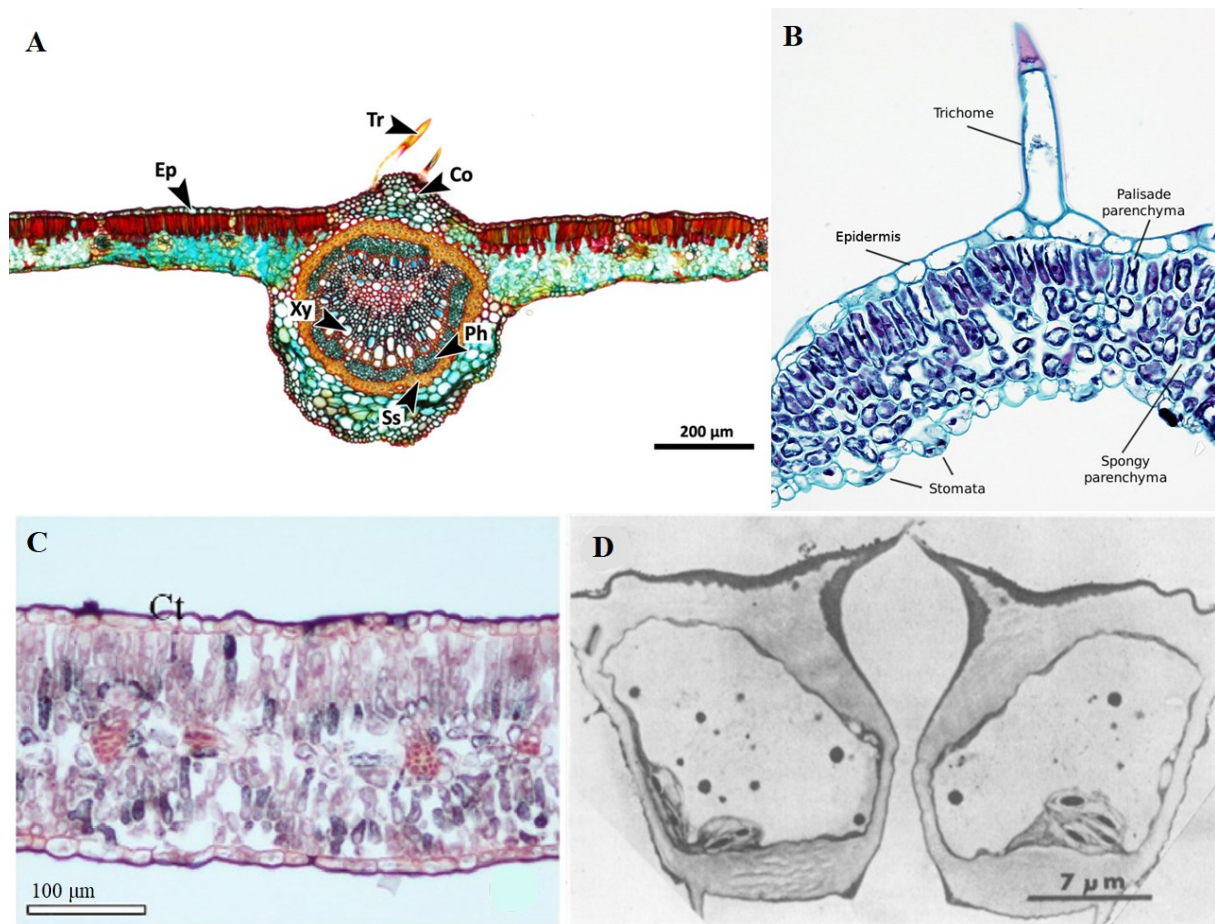 A
Tr
Ep
Co
Xy
Ph
Ss
200 µm
B
Trichome
Palisade
parenchyma
Epidermis
Spongy
parenchyma
Stomata
C
Ct
100 µm
D
7 µm